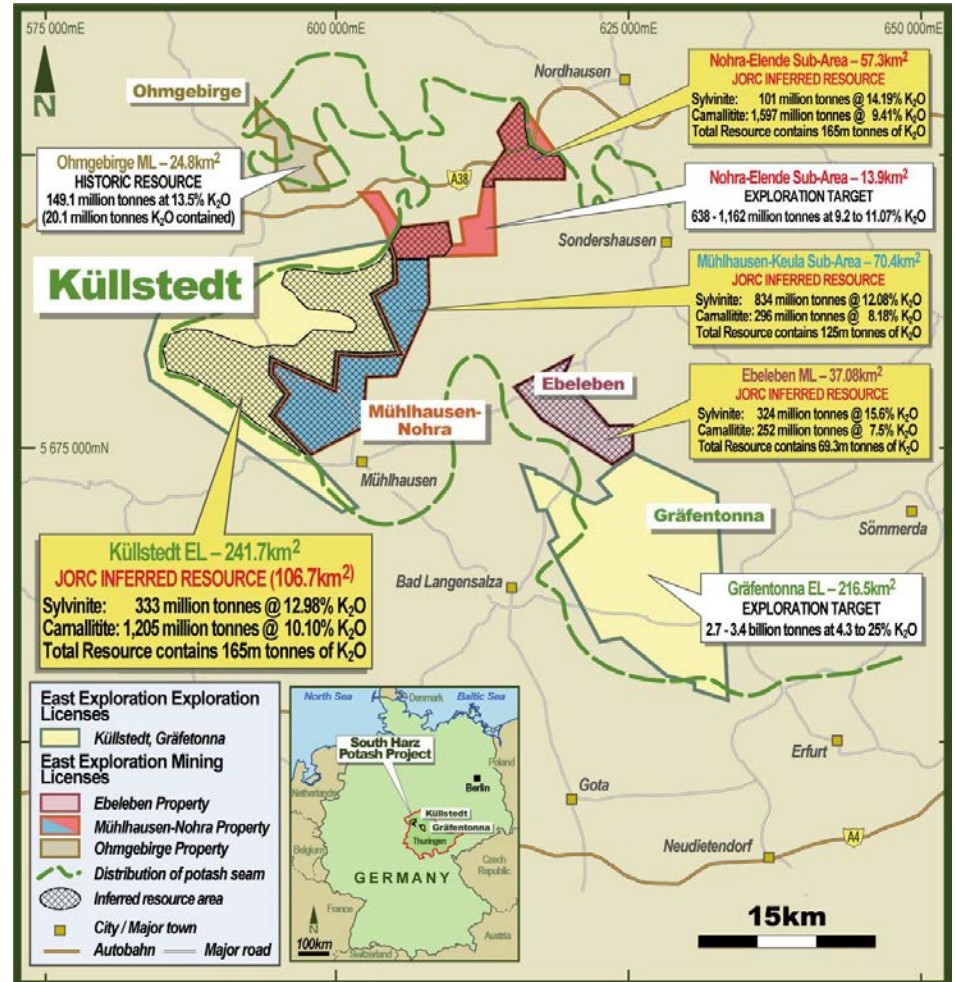 575 000mE
600 000mE
625 000mE
650 000mE
N
Ohmgebirge
Nordhausen
Nohra-Elende Sub-Area – 57.3km²
JORC INFERRED RESOURCE
Sylvinite: 101 million tonnes @ 14.19% K₂O
Carnallitite: 1,597 million tonnes @ 9.41% K₂O
Total Resource contains 165m tonnes of K₂O
Ohmgebirge ML – 24.8km²
HISTORIC RESOURCE
149.1 million tonnes at 13.5% K₂O
(20.1 million tonnes K₂O contained)
A38
Nohra-Elende Sub-Area – 13.9km²
EXPLORATION TARGET
638 - 1,162 million tonnes at 9.2 to 11.07% K₂O
Sondershausen
Küllstedt
Mühlhausen-Keula Sub-Area – 70.4km²
JORC INFERRED RESOURCE
Sylvinite: 834 million tonnes @ 12.08% K₂O
Carnallitite: 296 million tonnes @ 8.18% K₂O
Total Resource contains 125m tonnes of K₂O
Ebeleben
Ebeleben ML – 37.08km²
JORC INFERRED RESOURCE
Sylvinite: 324 million tonnes @ 15.6% K₂O
Carnallitite: 252 million tonnes @ 7.5% K₂O
Total Resource contains 69.3m tonnes of K₂O
Mühlhausen-
Nohra
5 675 000mN
Mühlhausen
Gräfentonna
Sömmerda
Küllstedt EL – 241.7km²
JORC INFERRED RESOURCE (106.7km²)
Sylvinite: 333 million tonnes @ 12.98% K₂O
Carnallitite: 1,205 million tonnes @ 10.10% K₂O
Total Resource contains 165m tonnes of K₂O
Bad Langensalza
Gräfentonna EL – 216.5km²
EXPLORATION TARGET
2.7 - 3.4 billion tonnes at 4.3 to 25% K₂O
East Exploration Exploration
Licenses
Küllstedt, Gräfetonna
East Exploration Mining
Licenses
Ebeleben Property
Mühlhausen-Nohra Property
Ohmgebirge Property
Distribution of potash seam
Inferred resource area
City / Major town
Autobahn
Major road
North Sea
Denmark
Baltic Sea
South Harz
Potash Project
Poland
Berlin
Netherlands
Küllstedt
Gräfentonna
Thuringen
Belgium
GERMANY
Czech
Republic
France
N
Austria
100km
Switzerland
Erfurt
Gota
Neudietendorf
A4
15km